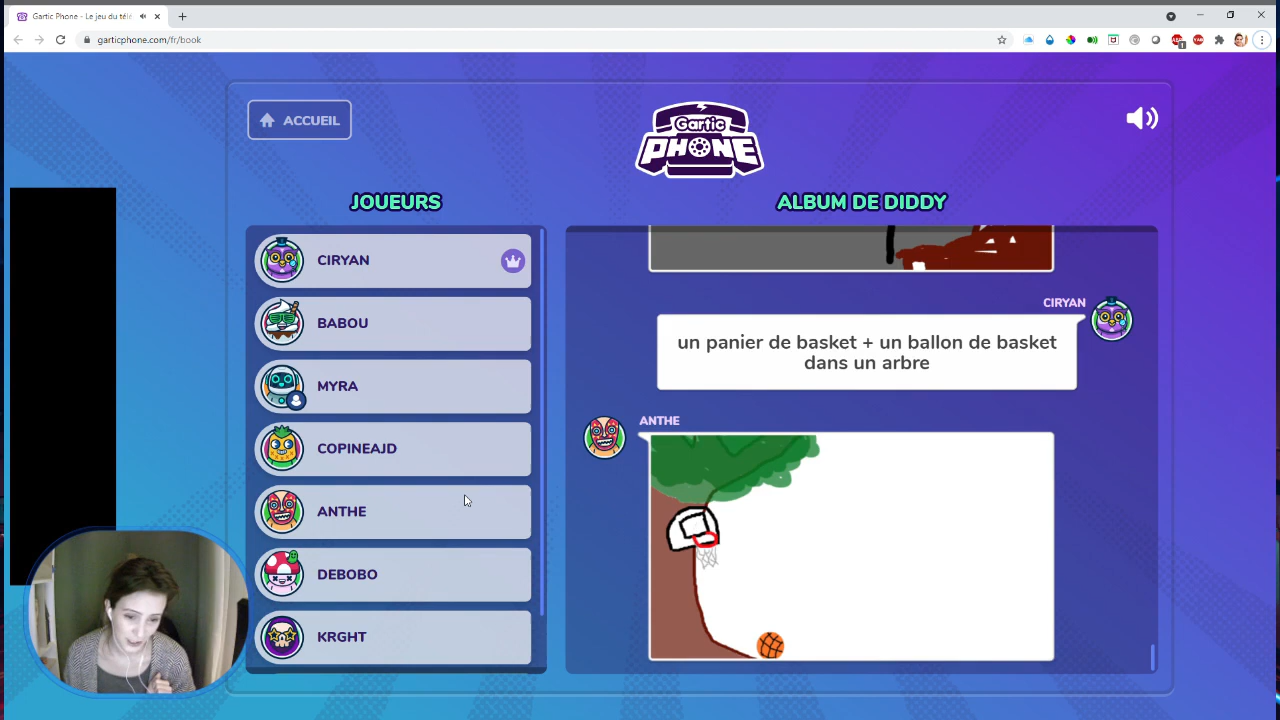 Gartic Phone - Le jeu du télé
garticphone.com/fr/book
ACCUEIL
Gartic
PHONE
JOUEURS
ALBUM DE DIDDY
CIRYAN
BABOU
MYRA
COPINEAJD
ANTHE
DEBOBO
KRGHT
CIRYAN
un panier de basket + un ballon de basket
dans un arbre
ANTHE